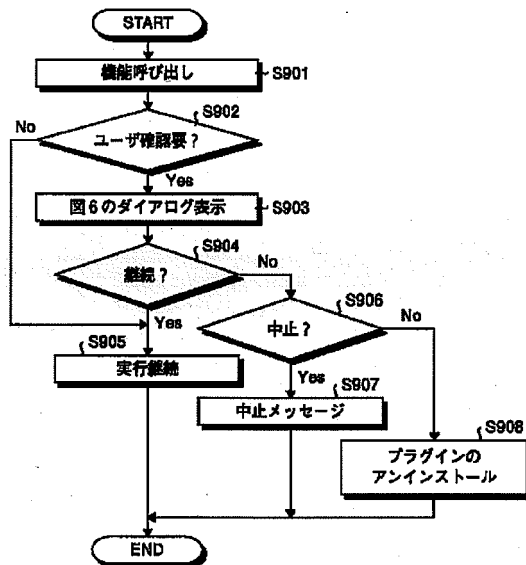 START
機能呼び出し
S901
S902
No
ユーザ確認要？
Yes
図６のダイアログ表示
S903
S904
継続？
No
Yes
S906
中止？
No
S905
実行継続
Yes
S907
中止メッセージ
S908
プラグインの
アンインストール
END